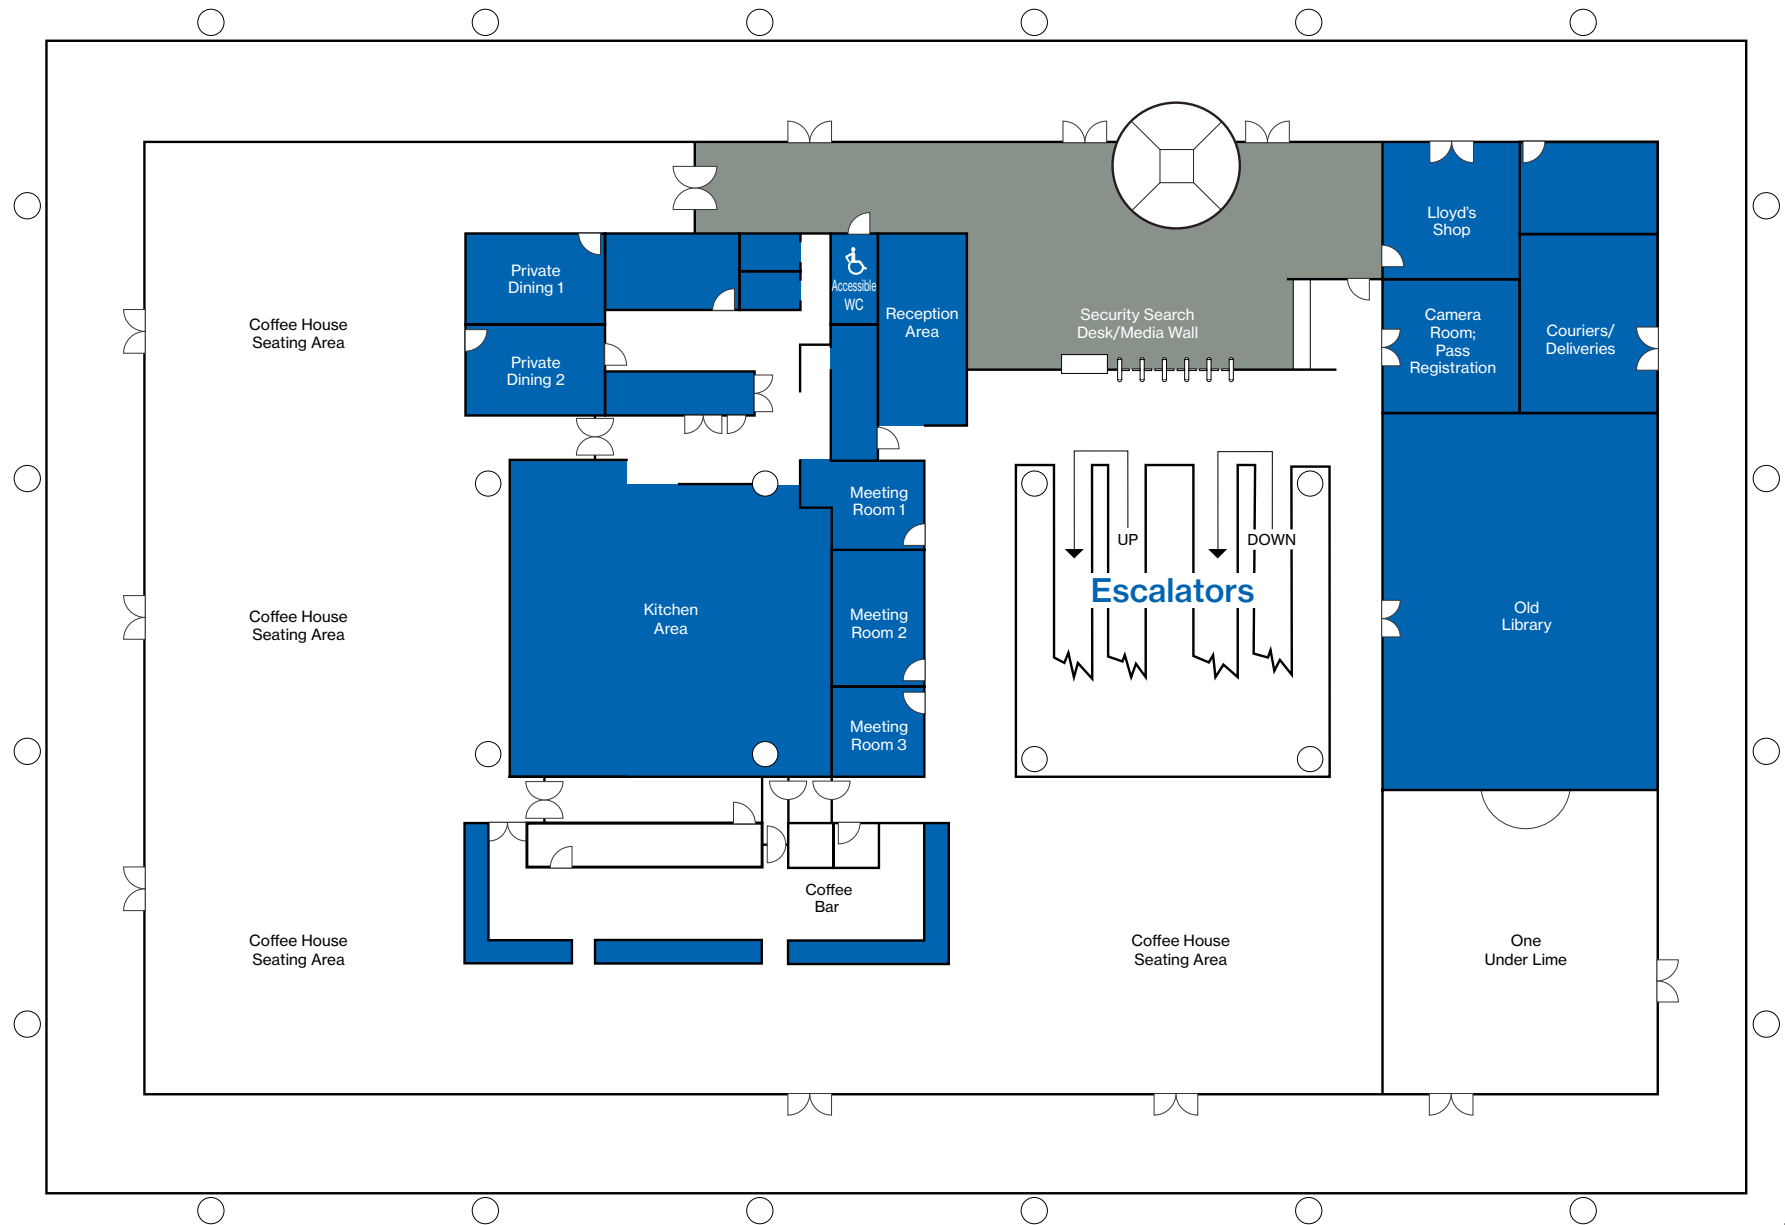 Lloyd's
Shop
Private
Dining 1
Accessible
WC
Reception
Area
Security Search
Desk/Media Wall
Camera
Room;
Pass
Registration
Couriers/
Deliveries
Coffee House
Seating Area
Private
Dining 2
Meeting
Room 1
UP
DOWN
Escalators
Coffee House
Seating Area
Kitchen
Area
Meeting
Room 2
Old
Library
Meeting
Room 3
Coffee
Bar
Coffee House
Seating Area
Coffee House
Seating Area
One
Under Lime